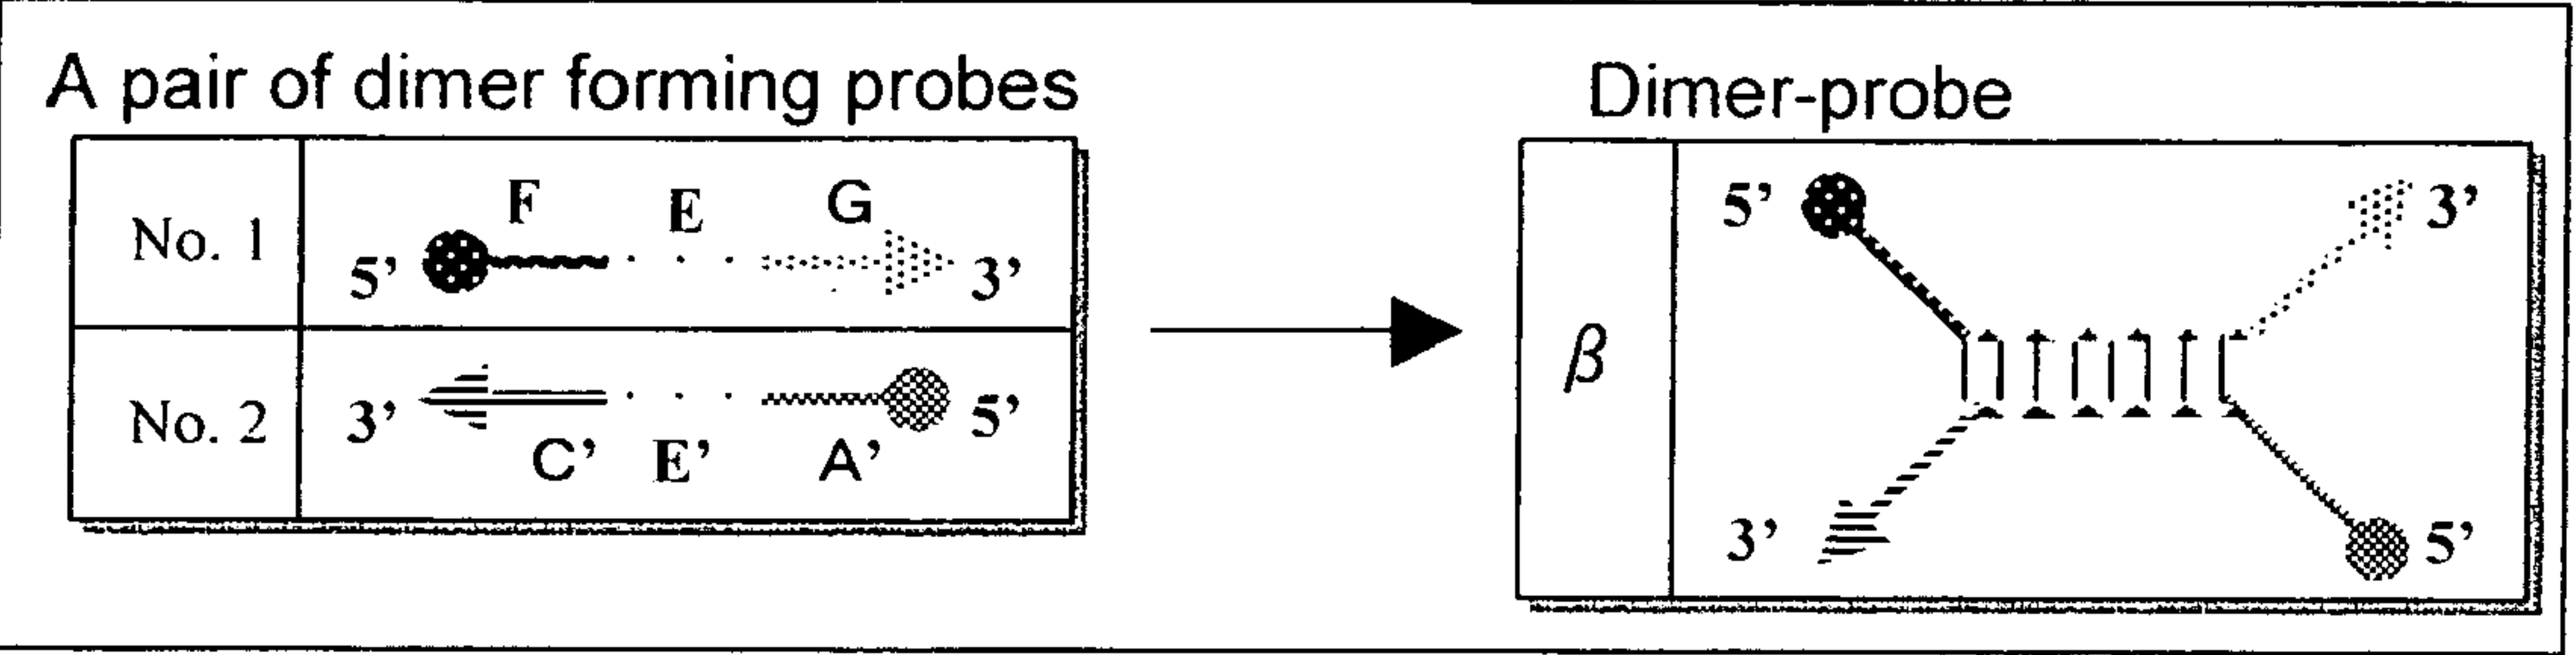 A pair of dimer forming probes
No. 1 5’ F E G 3’
No. 2 3’ C’ E’ A’ 5’
Dimer-probe
β
5’ 3’
3’ 5’